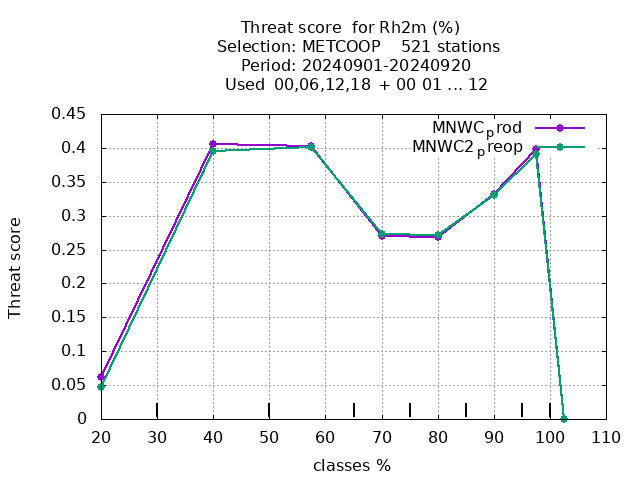 Threat score  for Rh2m (%)
Selection: METCOOP    521 stations
Period: 20240901-20240920
Used  00,06,12,18 + 00 01 ... 12
MNWC_prod
MNWC2_preop
0.45
0.4
0.35
0.3
0.25
0.2
0.15
0.1
0.05
0
Threat score
20 30 40 50 60 70 80 90 100 110
classes %